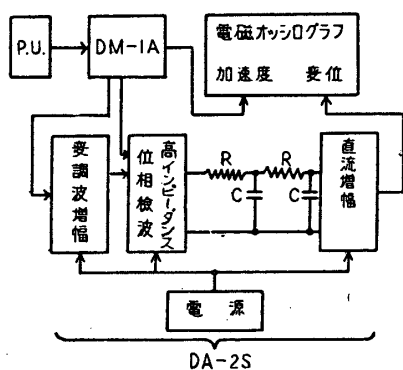 P.U.
DM-1A
電磁オッシログラフ
加速度 変位
変調波増幅
位相検波
高インピーダンス
R
R
C
C
直流増幅
電源
DA-2S